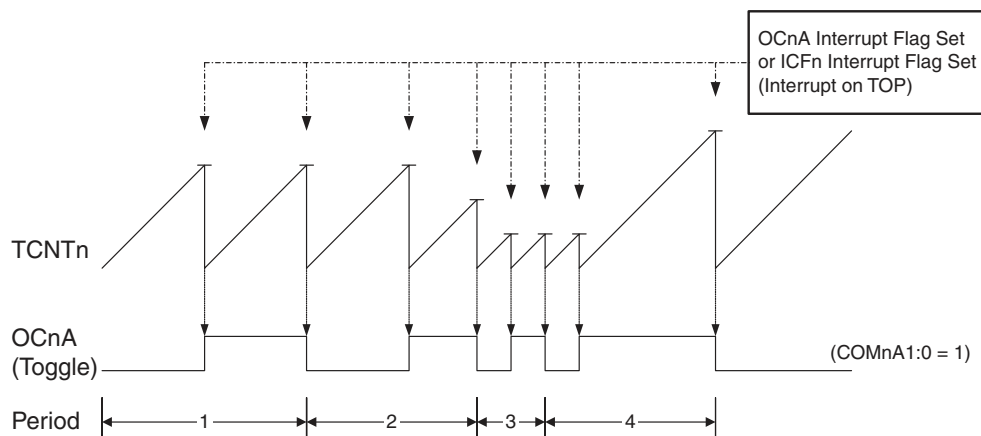 OCnA Interrupt Flag Set
or ICFn Interrupt Flag Set
(Interrupt on TOP)
TCNTn
OCnA
(Toggle)
(COMnA1:0 = 1)
Period
1
2
3
4